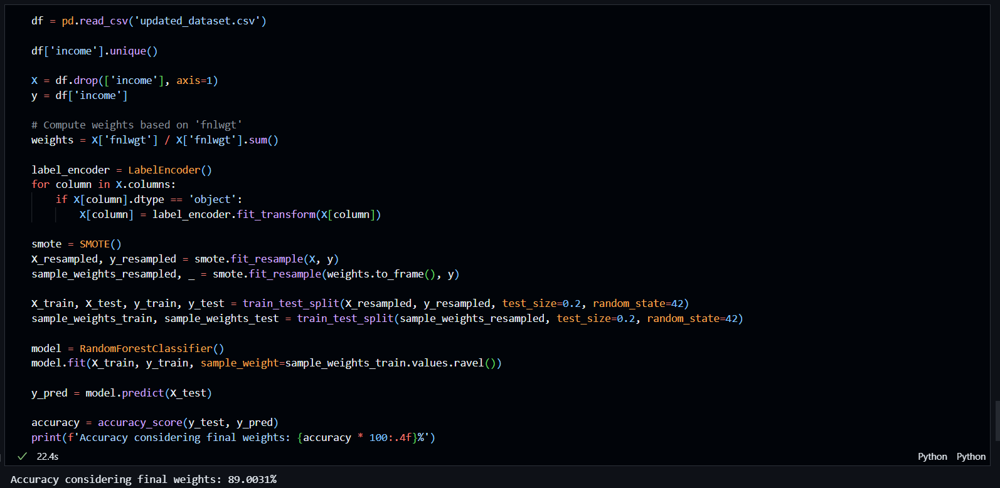 df = pd.read_csv('updated_dataset.csv')
df['income'].unique()
X = df.drop(['income'], axis=1)
y = df['income']
# Compute weights based on 'fnlwgt'
weights = X['fnlwgt'] / X['fnlwgt'].sum()
label_encoder = LabelEncoder()
for column in X.columns:
    if X[column].dtype == 'object':
        X[column] = label_encoder.fit_transform(X[column])
smote = SMOTE()
X_resampled, y_resampled = smote.fit_resample(X, y)
sample_weights_resampled, _ = smote.fit_resample(weights.to_frame(), y)
X_train, X_test, y_train, y_test = train_test_split(X_resampled, y_resampled, test_size=0.2, random_state=42)
sample_weights_train, sample_weights_test = train_test_split(sample_weights_resampled, test_size=0.2, random_state=42)
model = RandomForestClassifier()
model.fit(X_train, y_train, sample_weight=sample_weights_train.values.ravel())
y_pred = model.predict(X_test)
accuracy = accuracy_score(y_test, y_pred)
print(f'Accuracy considering final weights: {accuracy * 100:.4f}%')
22.4s
Python Python
Accuracy considering final weights: 89.0031%